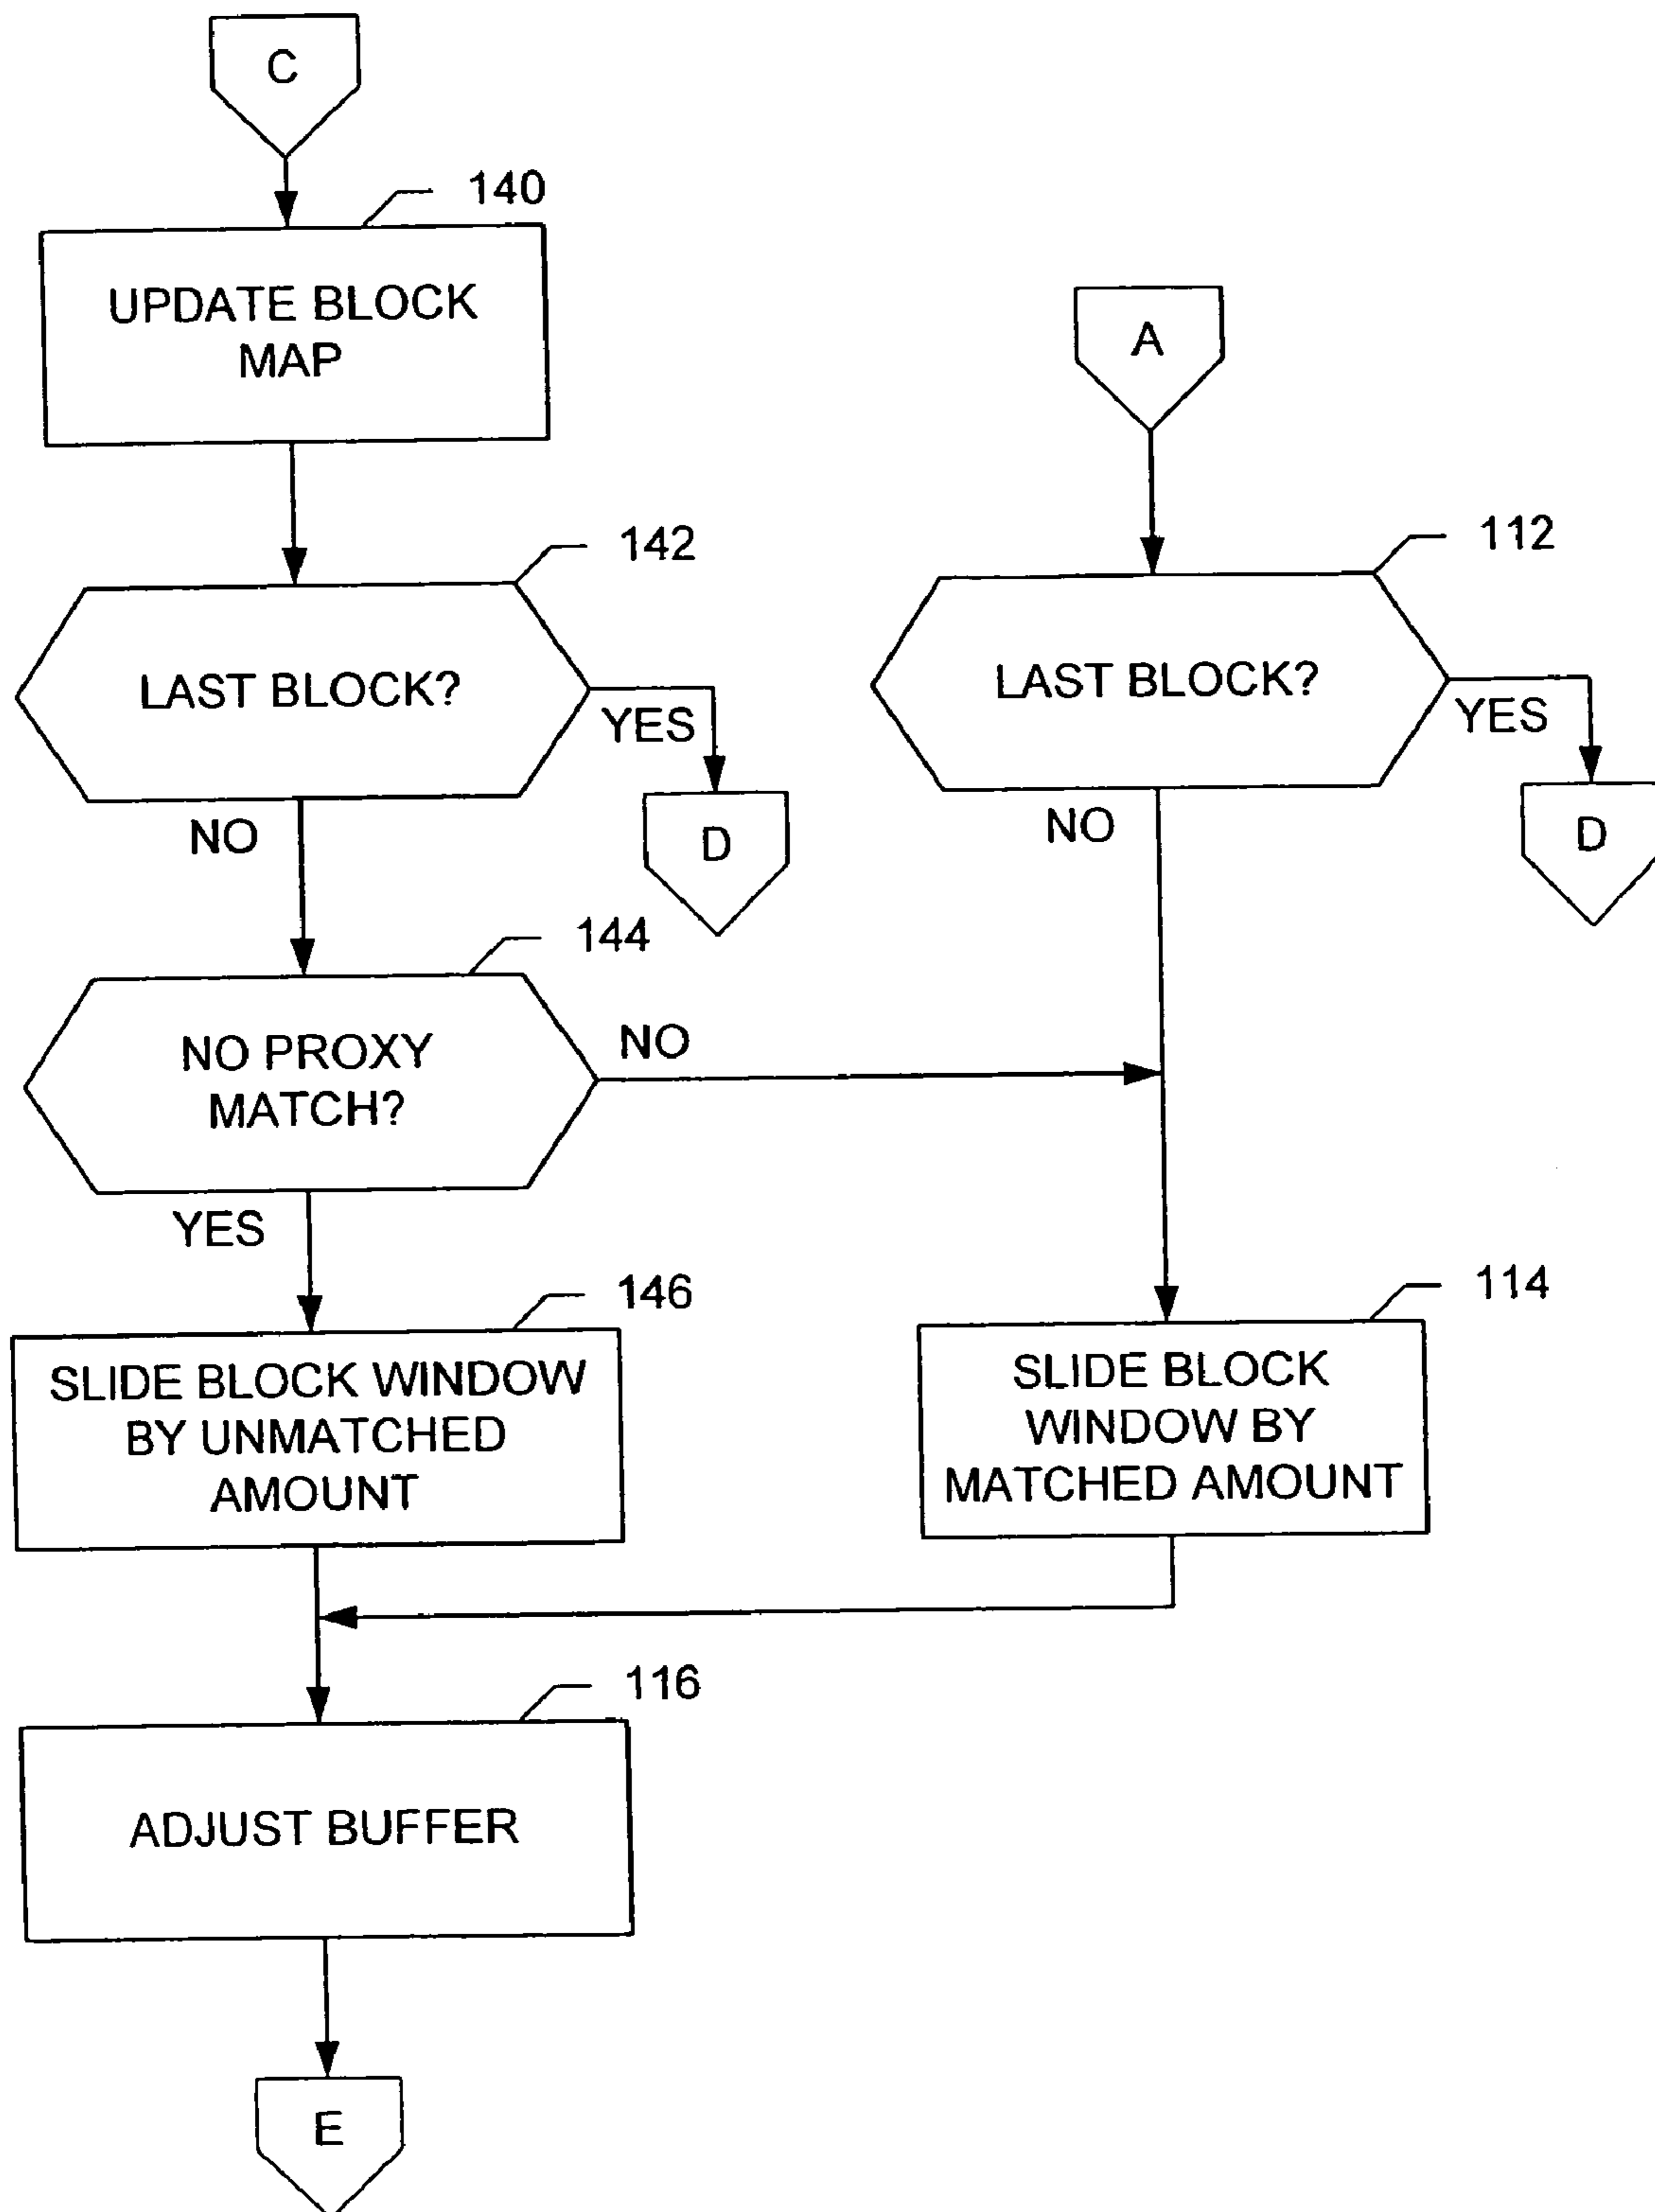 C
140
UPDATE BLOCK
MAP
A
142
LAST BLOCK?
YES
D
NO
112
LAST BLOCK?
YES
D
NO
144
NO PROXY
MATCH?
NO
YES
146
SLIDE BLOCK WINDOW
BY UNMATCHED
AMOUNT
114
SLIDE BLOCK
WINDOW BY
MATCHED AMOUNT
116
ADJUST BUFFER
E